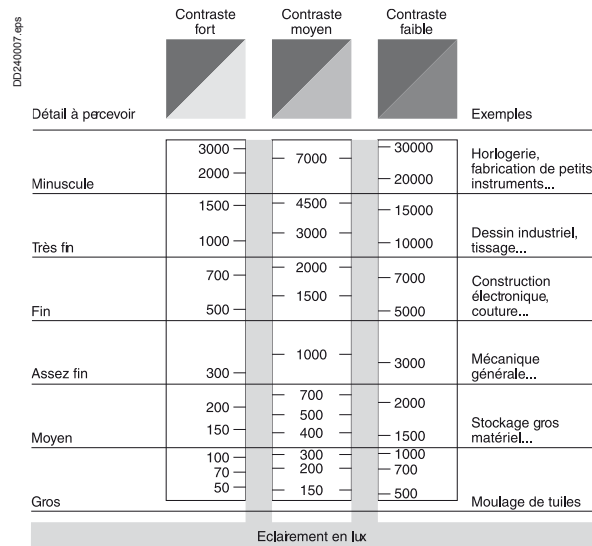 DD240007.eps
Contraste fort
Contraste moyen
Contraste faible
Détail à percevoir
Exemples
Minuscule
3000
2000
7000
30000
20000
Horlogerie,
fabrication de petits
instruments...
Très fin
1500
1000
4500
3000
15000
10000
Dessin industriel,
tissage...
Fin
700
500
2000
1500
7000
5000
Construction
électronique,
couture...
Assez fin
300
1000
3000
Mécanique
générale...
Moyen
200
150
700
500
400
2000
1500
Stockage gros
matériel...
Gros
100
70
50
300
200
150
1000
700
500
Moulage de tuiles
Eclairement en lux